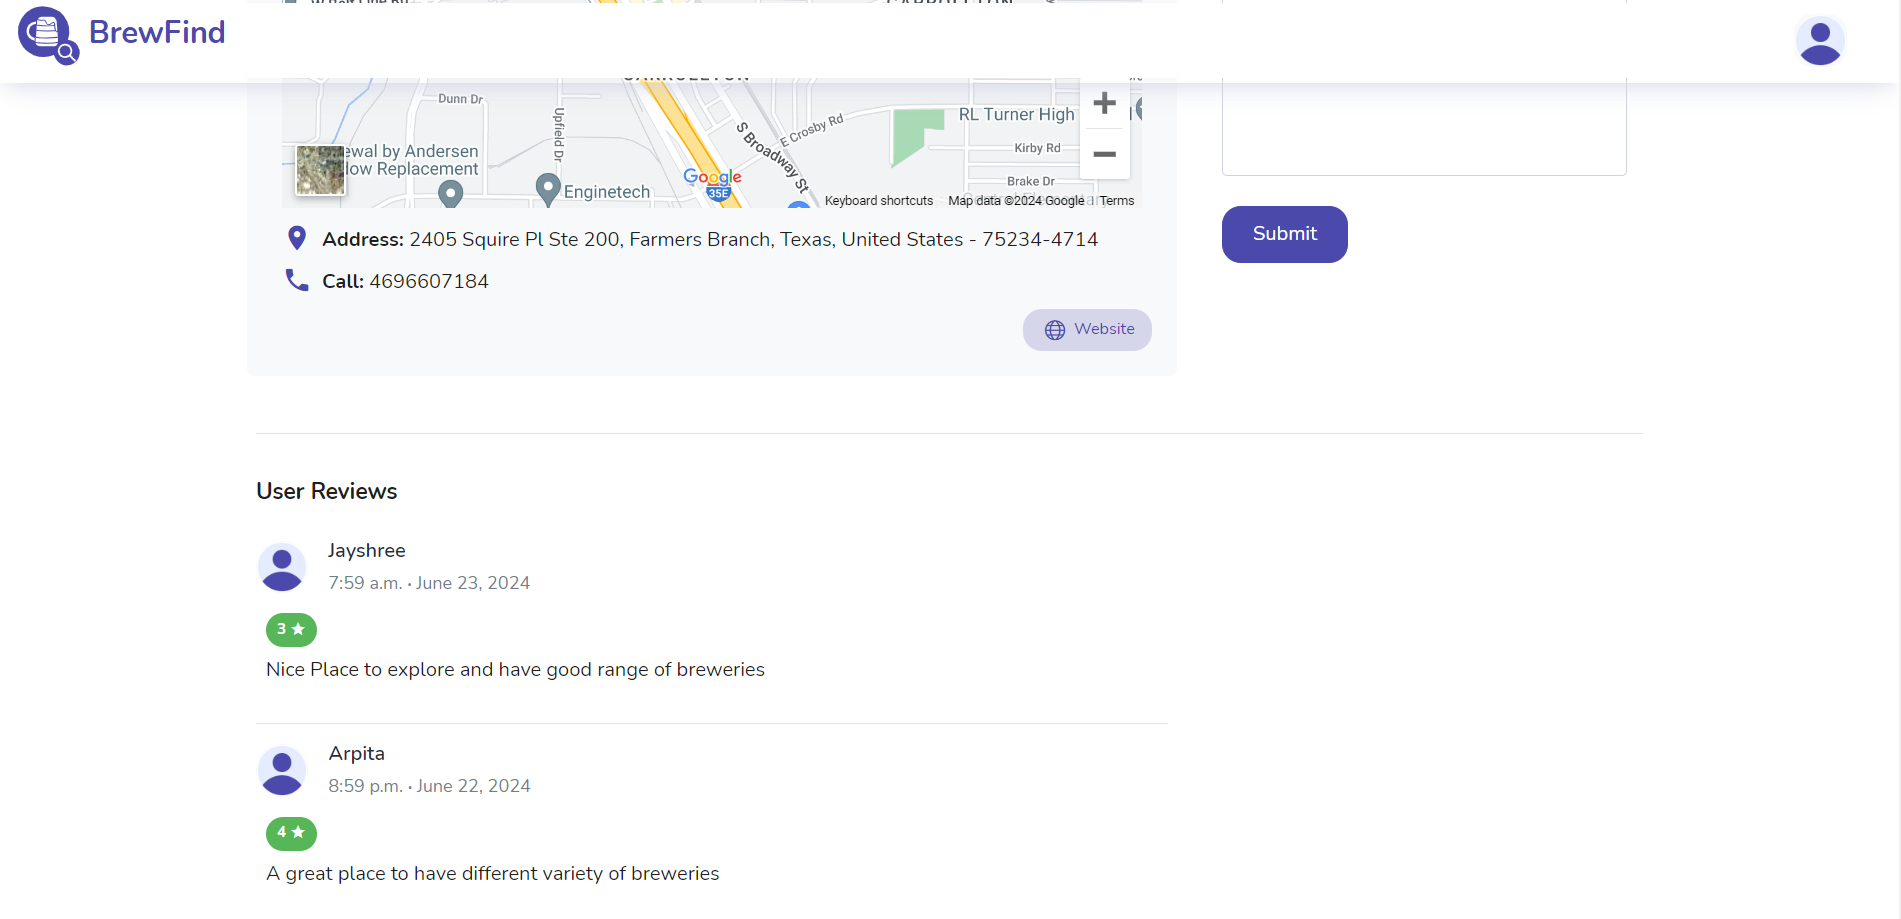 BrewFind
CARROLLTON
Dunn Dr
Upfield Dr
S Broadway St
E Crosby Rd
RL Turner High
Kirby Rd
Brake Dr
ewal by Andersen
low Replacement
Enginetech
Google
35E
Keyboard shortcuts
Map data ©2024 Google
Terms
Address: 2405 Squire Pl Ste 200, Farmers Branch, Texas, United States - 75234-4714
Call: 4696607184
Website
Submit
User Reviews
Jayshree
7:59 a.m. • June 23, 2024
3 ★
Nice Place to explore and have good range of breweries
Arpita
8:59 p.m. • June 22, 2024
4 ★
A great place to have different variety of breweries